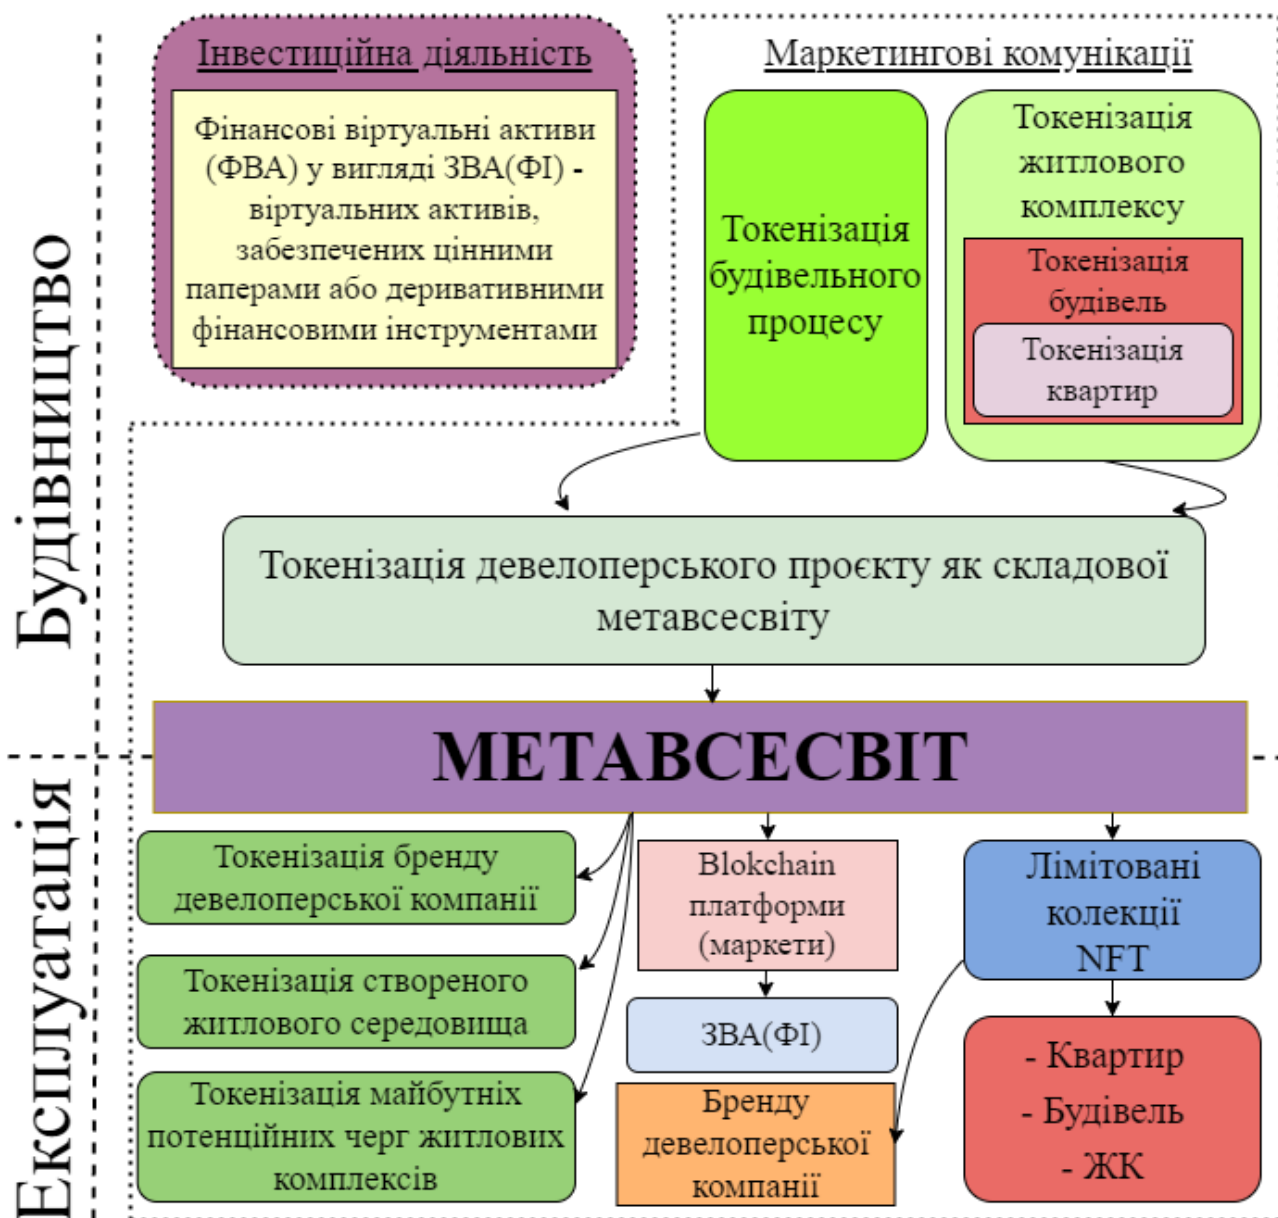 Будівництво
Інвестиційна діяльність
Фінансові віртуальні активи
(ФВА) у вигляді ЗВА(ФІ) -
віртуальних активів,
забезпечених цінними
паперами або деривативними
фінансовими інструментами
Маркетингові комунікації
Токенізація
будівельного
процесу
Токенізація
житлового
комплексу
Токенізація
будівель
Токенізація
квартир
Токенізація девелоперського проєкту як складової
метавсесвіту
МЕТАВСЕСВІТ
Експлуатація
Токенізація бренду
девелоперської компанії
Токенізація створеного
житлового середовища
Токенізація майбутніх
потенційних черг житлових
комплексів
Blokchain
платформи
(маркети)
ЗВА(ФІ)
Бренду
девелоперської
компанії
Лімітовані
колекції
NFT
- Квартир
- Будівель
- ЖК